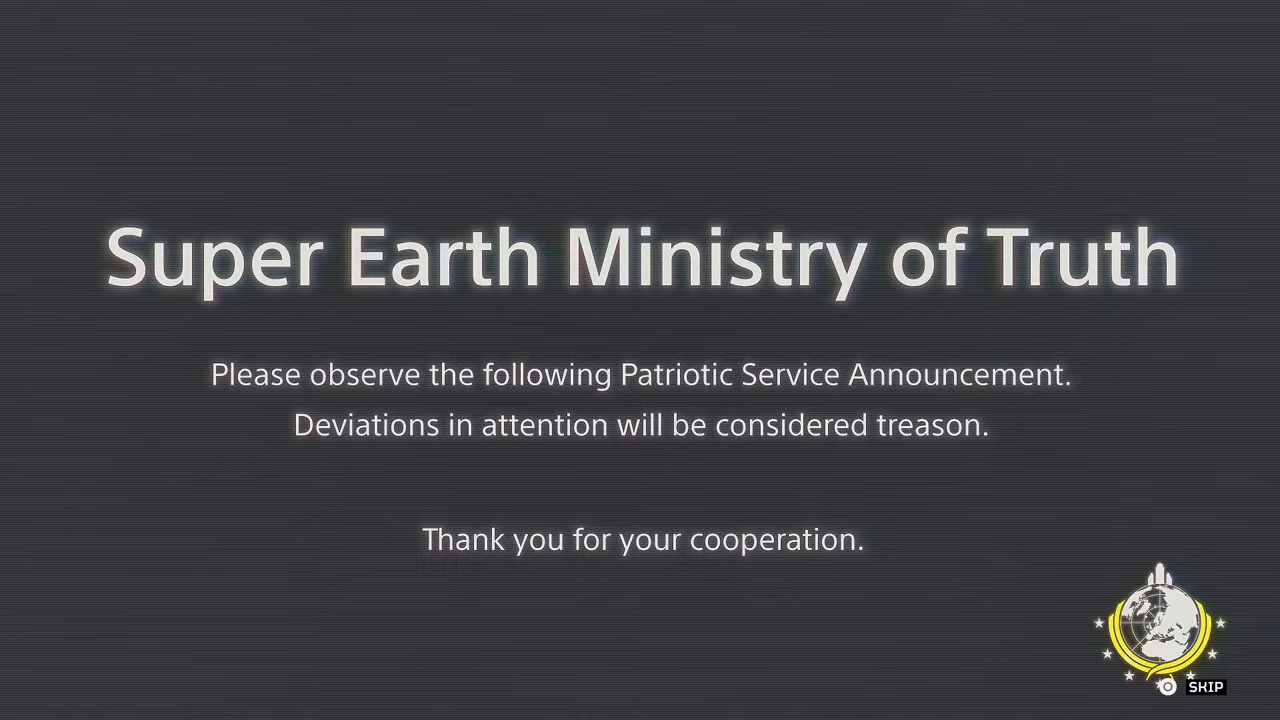 Super Earth Ministry of Truth
Please observe the following Patriotic Service Announcement.
Deviations in attention will be considered treason.
Thank you for your cooperation.
SKIP